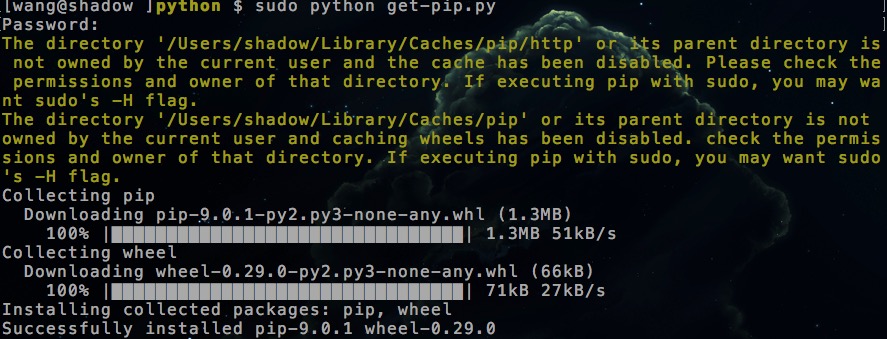 [[wang@shadow ]python $ sudo python get-pip.py ]
[Password:
The directory '/Users/shadow/Library/Caches/pip/http' or its parent directory is
 not owned by the current user and the cache has been disabled. Please check the
 permissions and owner of that directory. If executing pip with sudo, you may wa
nt sudo's -H flag.
The directory '/Users/shadow/Library/Caches/pip' or its parent directory is not
owned by the current user and caching wheels has been disabled. check the permis
sions and owner of that directory. If executing pip with sudo, you may want sudo
's -H flag.
Collecting pip
  Downloading pip-9.0.1-py2.py3-none-any.whl (1.3MB)
    100% |████████████████████████████████| 1.3MB 51kB/s
Collecting wheel
  Downloading wheel-0.29.0-py2.py3-none-any.whl (66kB)
    100% |████████████████████████████████| 71kB 27kB/s
Installing collected packages: pip, wheel
Successfully installed pip-9.0.1 wheel-0.29.0